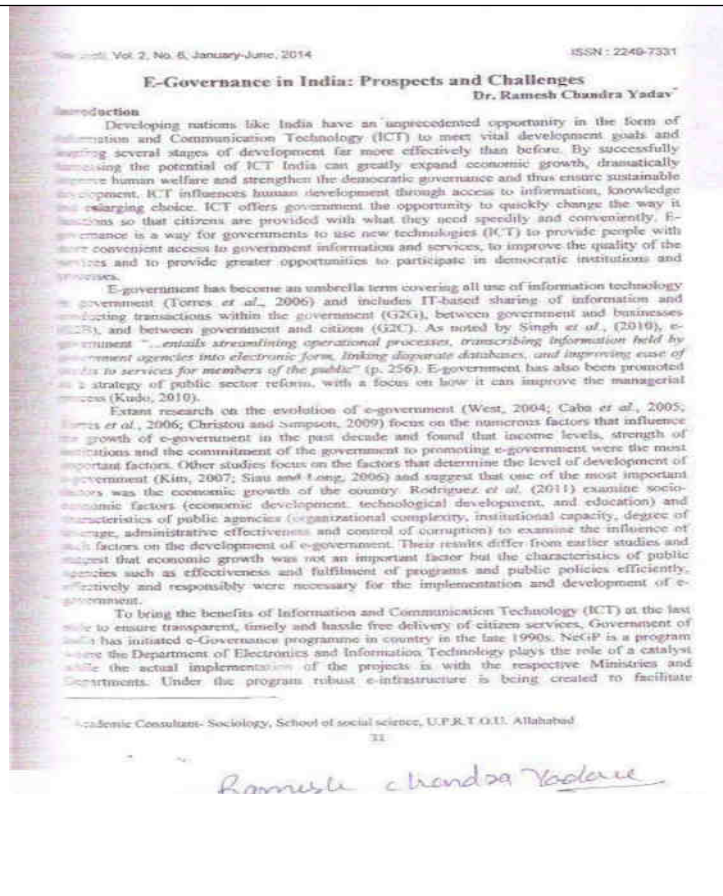 Vol. 2, No. 6, January-June, 2014 ISSN : 2249-7331
E-Governance in India: Prospects and Challenges
Dr. Ramesh Chandra Yadav*
Introduction
Developing nations like India have an unprecedented opportunity in the form of
Information and Communication Technology (ICT) to meet vital development goals and
several stages of development far more effectively than before. By successfully
the potential of ICT India can greatly expand economic growth, dramatically
human welfare and strengthen the democratic governance and thus ensure sustainable
development. ICT influences human development through access to information, knowledge
enlarging choice. ICT offers government the opportunity to quickly change the way it
so that citizens are provided with what they need speedily and conveniently. E-
governance is a way for governments to use new technologies (ICT) to provide people with
more convenient access to government information and services, to improve the quality of the
services and to provide greater opportunities to participate in democratic institutions and
processes.
E-government has become an umbrella term covering all use of information technology
government (Torres et al., 2006) and includes IT-based sharing of information and
conducting transactions within the government (G2G), between government and businesses
(G2B), and between government and citizen (G2C). As noted by Singh et al., (2010), e-
government "...entails streamlining operational processes, transcribing information held by
government agencies into electronic form, linking disparate databases, and improving ease of
to services for members of the public" (p. 256). E-government has also been promoted
a strategy of public sector reform, with a focus on how it can improve the managerial
(Kudo, 2010).
Extant research on the evolution of e-government (West, 2004; Caba et al., 2005;
Torres et al., 2006; Christou and Simpson, 2009) focus on the numerous factors that influence
growth of e-government in the past decade and found that income levels, strength of
institutions and the commitment of the government to promoting e-government were the most
important factors. Other studies focus on the factors that determine the level of development of
e-government (Kim, 2007; Siau and Long, 2006) and suggest that one of the most important
factors was the economic growth of the country. Rodriguez et al. (2011) examine socio-
economic factors (economic development, technological development, and education) and
characteristics of public agencies (organizational complexity, institutional capacity, degree of
administrative effectiveness and control of corruption) to examine the influence of
such factors on the development of e-government. Their results differ from earlier studies and
suggest that economic growth was not an important factor but the characteristics of public
agencies such as effectiveness and fulfilment of programs and public policies efficiently,
effectively and responsibly were necessary for the implementation and development of e-
government.
To bring the benefits of Information and Communication Technology (ICT) at the last
to ensure transparent, timely and hassle free delivery of citizen services, Government of
India has initiated e-Governance programme in country in the late 1990s. NeGP is a program
where the Department of Electronics and Information Technology plays the role of a catalyst
while the actual implementation of the projects is with the respective Ministries and
Departments. Under the program robust e-infrastructure is being created to facilitate
* Academic Consultant- Sociology, School of social science, U.P.R.T.O.U. Allahabad
31
Ramesh Chandra Yadave